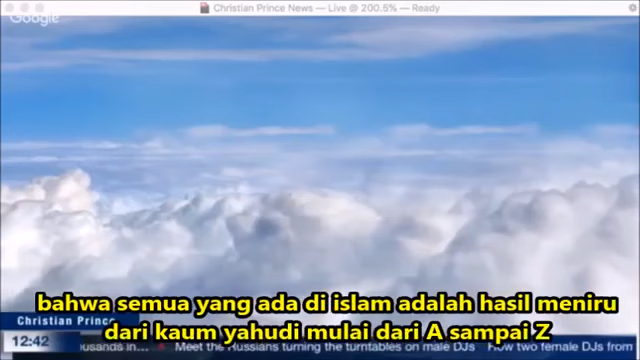 Christian Prince News — Live @ 200.5% — Ready
Google
bahwa semua yang ada di islam adalah hasil meniru
dari kaum yahudi mulai dari A sampai Z
Christian Prince
12:42
ousands in... Meet the Russians turning the turntables on male DJs How two female DJs from